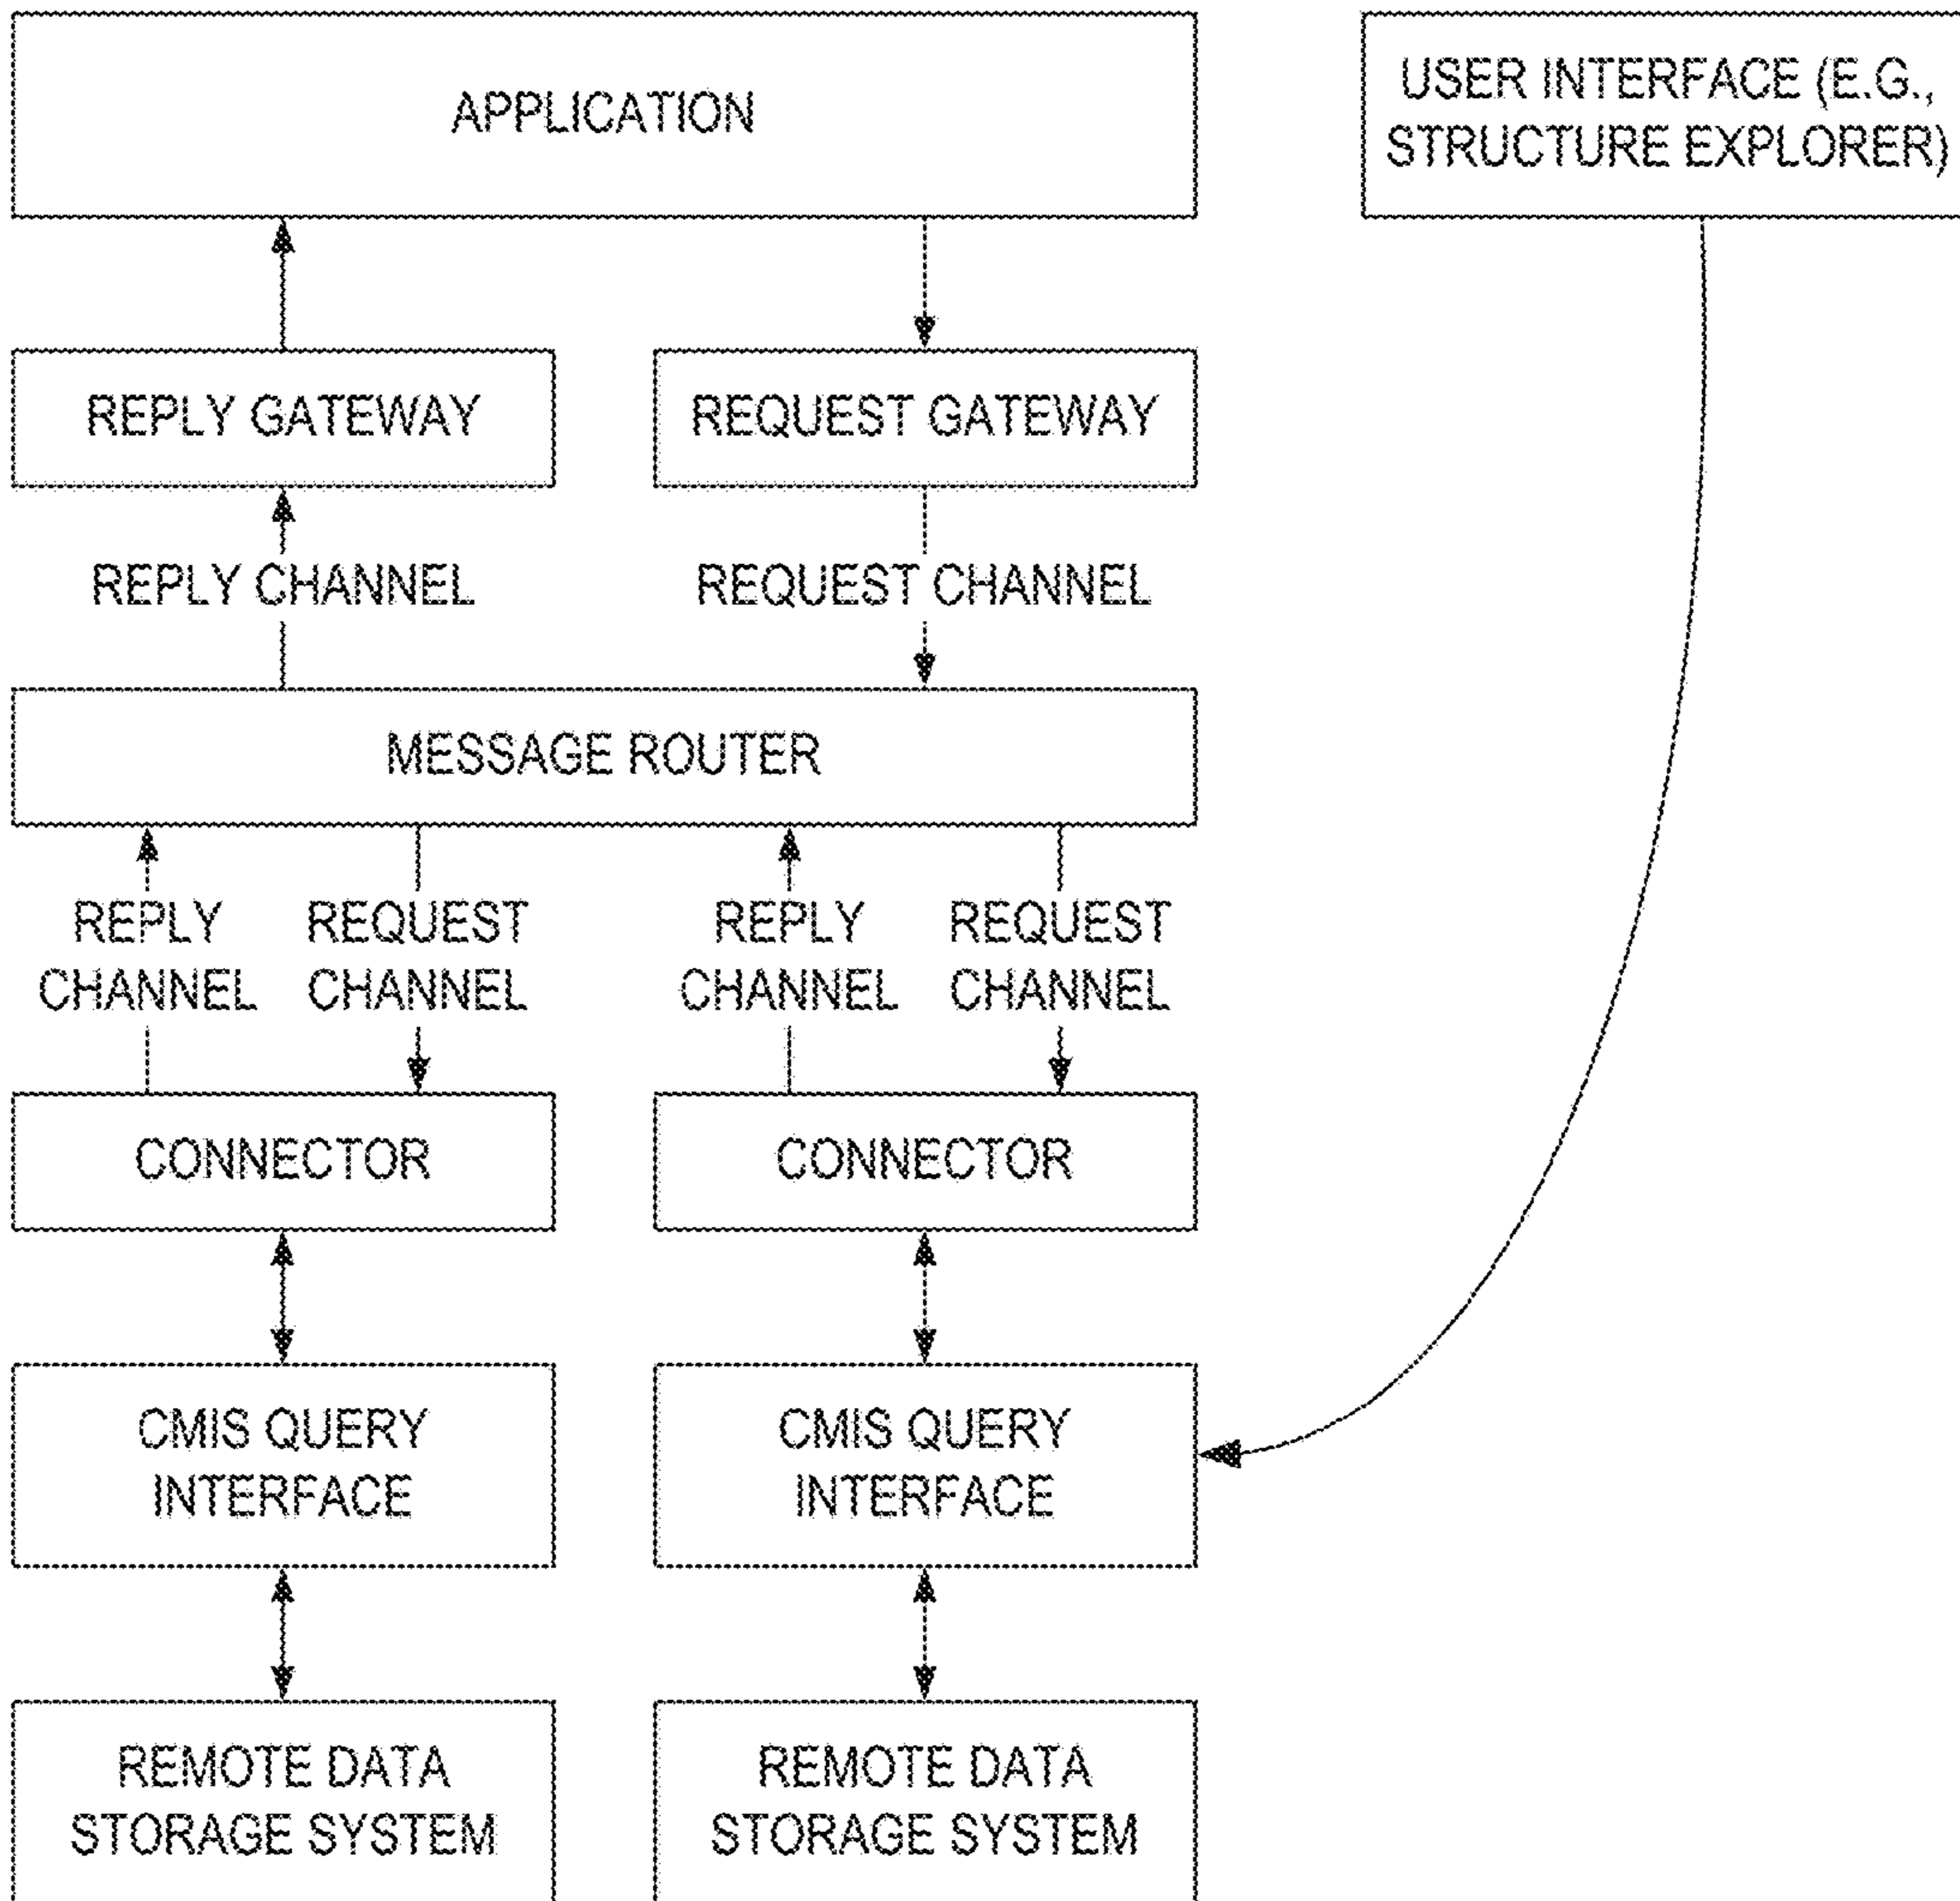 APPLICATION
USER INTERFACE (E.G.,
STRUCTURE EXPLORER)
REPLY GATEWAY
REQUEST GATEWAY
REPLY CHANNEL
REQUEST CHANNEL
MESSAGE ROUTER
REPLY
CHANNEL
REQUEST
CHANNEL
REPLY
CHANNEL
REQUEST
CHANNEL
CONNECTOR
CONNECTOR
CMIS QUERY
INTERFACE
CMIS QUERY
INTERFACE
REMOTE DATA
STORAGE SYSTEM
REMOTE DATA
STORAGE SYSTEM